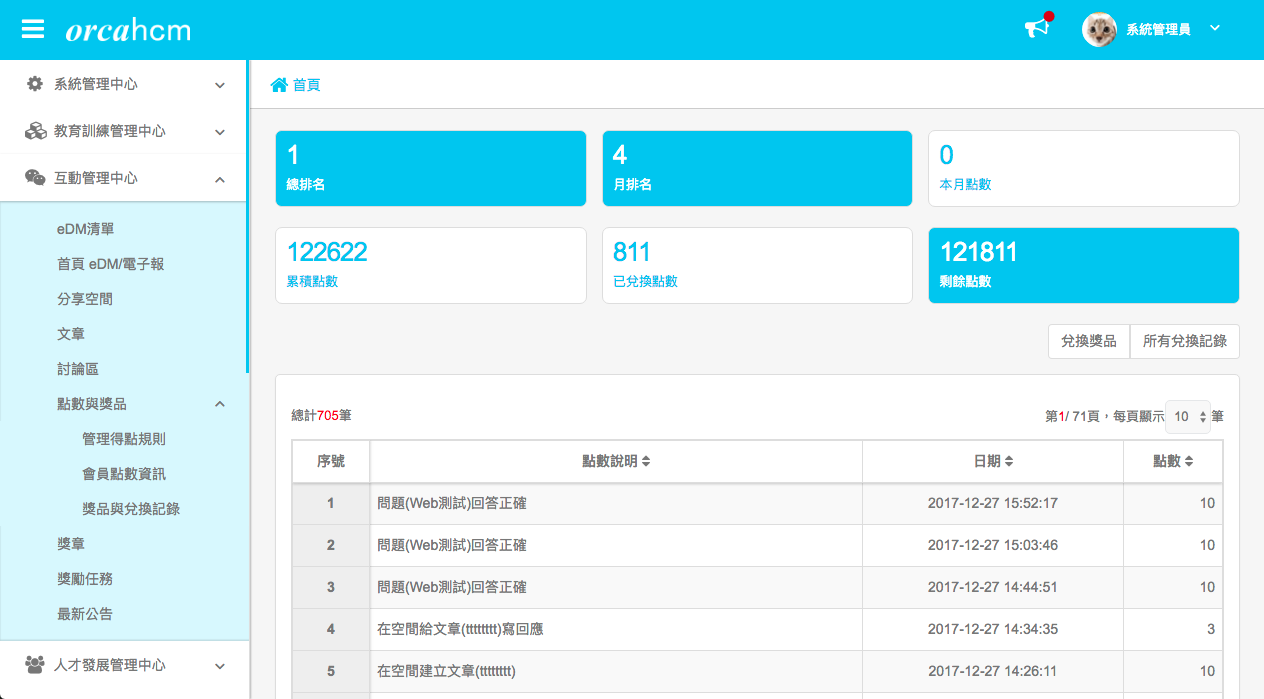 orcahcm
系統管理員
系統管理中心
教育訓練管理中心
互動管理中心
eDM清單
首頁 eDM/電子報
分享空間
文章
討論區
點數與獎品
管理得點規則
會員點數資訊
獎品與兌換記錄
獎章
獎勵任務
最新公告
人才發展管理中心
首頁
1
總排名
4
月排名
0
本月點數
122622
累積點數
811
已兌換點數
121811
剩餘點數
兌換獎品 所有兌換記錄
總計705筆 第1/ 71頁，每頁顯示 10 筆
序號 點數說明 日期 點數
1 問題(Web測試)回答正確 2017-12-27 15:52:17 10
2 問題(Web測試)回答正確 2017-12-27 15:03:46 10
3 問題(Web測試)回答正確 2017-12-27 14:44:51 10
4 在空間給文章(tttttttt)寫回應 2017-12-27 14:34:35 3
5 在空間建立文章(tttttttt) 2017-12-27 14:26:11 10